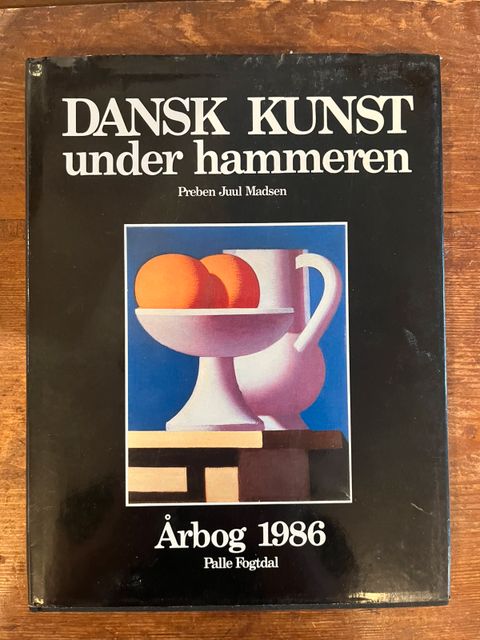 DANSK KUNST
under hammeren
Preben Juul Madsen
Årbog 1986
Palle Fogtdal